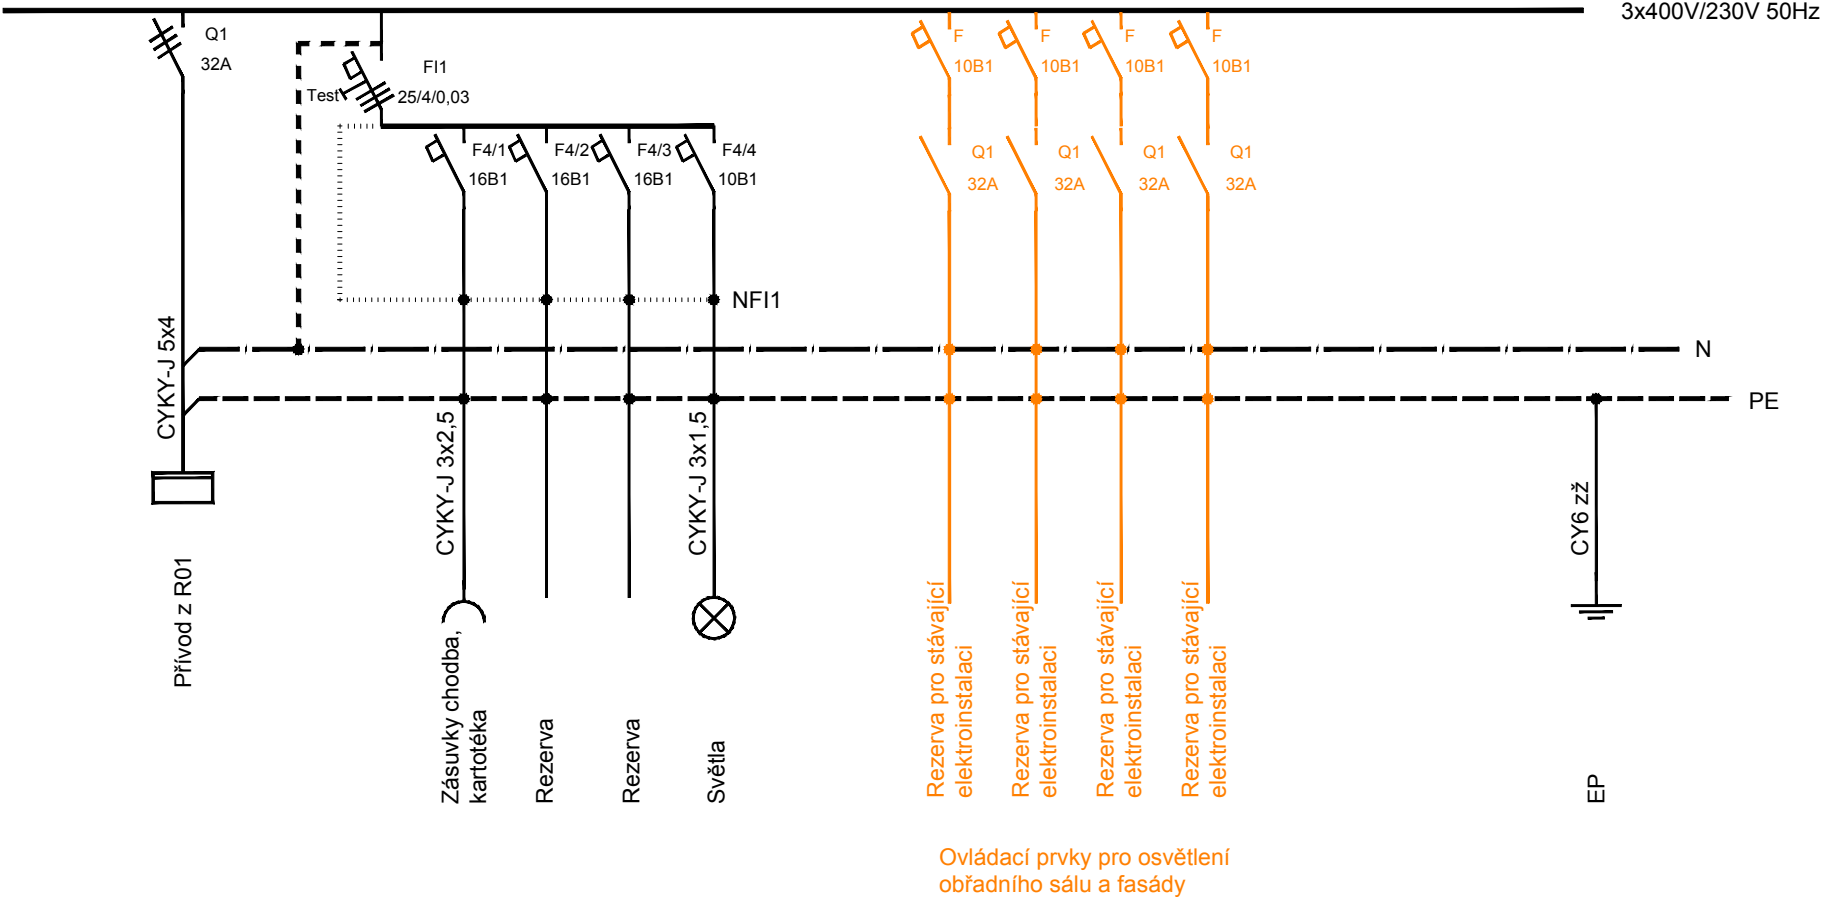 3x400V/230V 50Hz
Q1
32A
FI1
Test
25/4/0,03
F4/1
16B1
F4/2
16B1
F4/3
16B1
F4/4
10B1
F
10B1
F
10B1
F
10B1
F
10B1
Q1
32A
Q1
32A
Q1
32A
Q1
32A
NFI1
N
PE
CYKY-J 5x4
CYKY-J 3x2,5
CYKY-J 3x1,5
CY6 zž
Přívod z R01
Zásuvky chodba,
kartotéka
Rezerva
Rezerva
Světla
Rezerva pro stávající
elektroinstalaci
Rezerva pro stávající
elektroinstalaci
Rezerva pro stávající
elektroinstalaci
Rezerva pro stávající
elektroinstalaci
EP
Ovládací prvky pro osvětlení
obřadního sálu a fasády